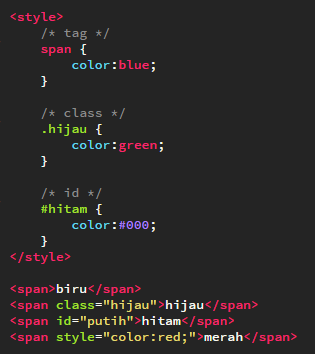 <style>
/* tag */
span {
color:blue;
}
/* class */
.hijau {
color:green;
}
/* id */
#hitam {
color:#000;
}
</style>
<span>biru</span>
<span class="hijau">hijau</span>
<span id="putih">hitam</span>
<span style="color:red;">merah</span>